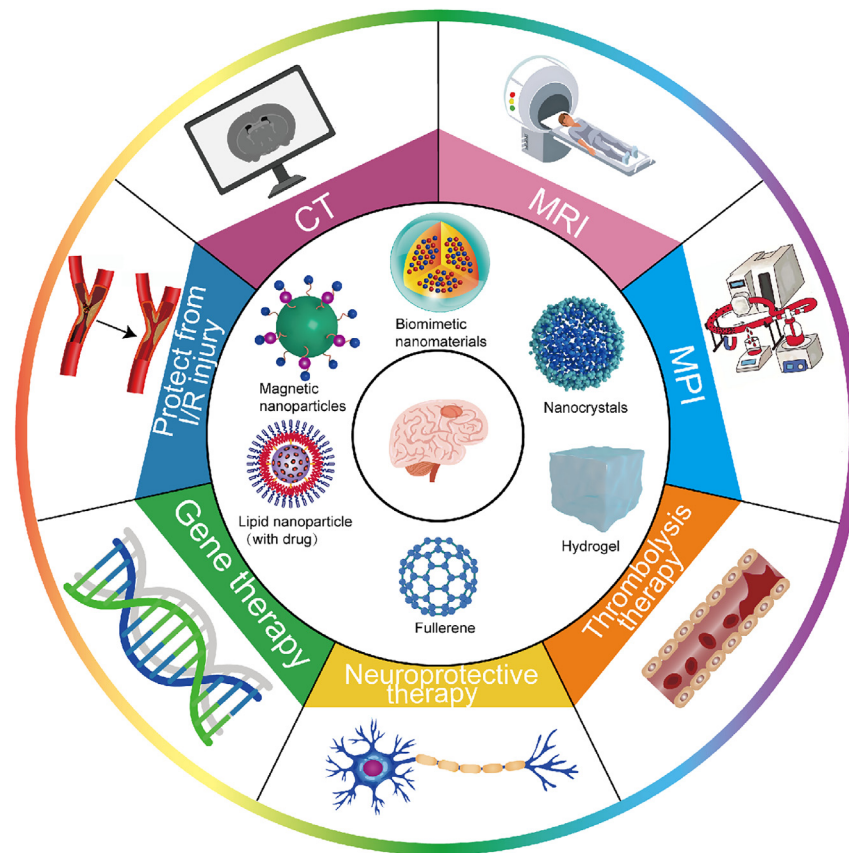 CT
MRI
MPI
Thrombolysis
therapy
Neuroprotective
therapy
Gene therapy
Protect from
I/R injury
Biomimetic
nanomaterials
Nanocrystals
Hydrogel
Fullerene
Lipid nanoparticle
（with drug）
Magnetic
nanoparticles